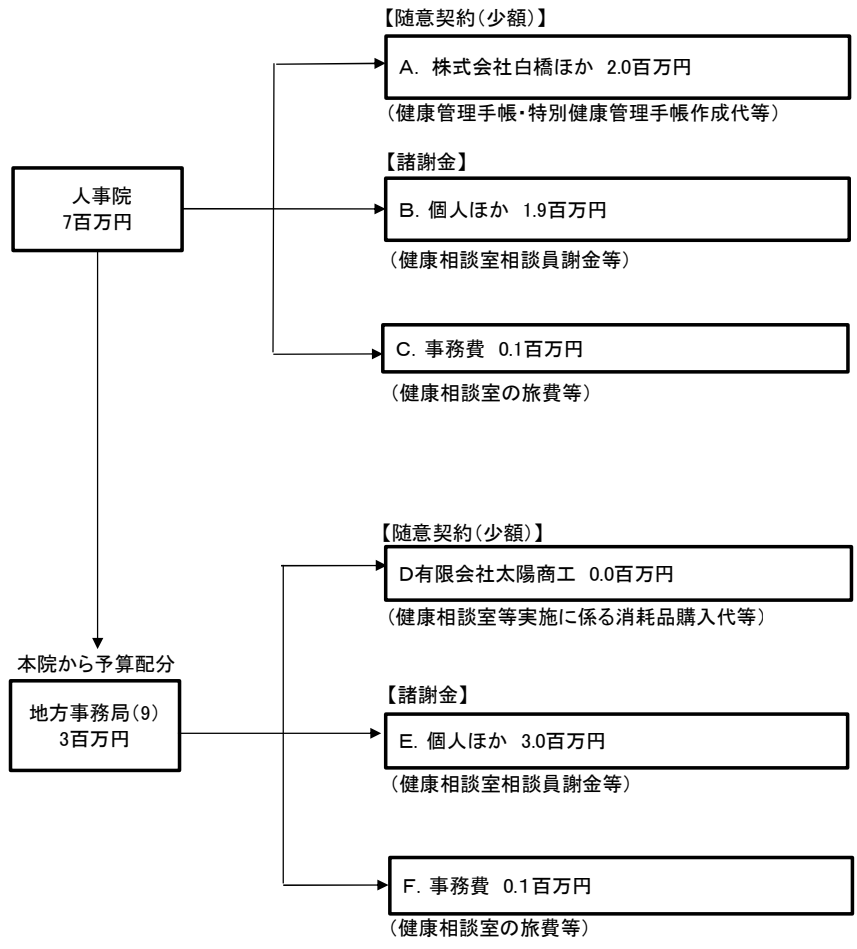 【随意契約(少額)】
A. 株式会社白橋ほか 2.0百万円
(健康管理手帳・特別健康管理手帳作成代等)
【諸謝金】
人事院
7百万円
B. 個人ほか 1.9百万円
(健康相談室相談員謝金等)
C. 事務費 0.1百万円
(健康相談室の旅費等)
【随意契約(少額)】
D有限会社太陽商工 0.0百万円
(健康相談室等実施に係る消耗品購入代等)
本院から予算配分
地方事務局(9)
3百万円
【諸謝金】
E. 個人ほか 3.0百万円
(健康相談室相談員謝金等)
F. 事務費 0.1百万円
(健康相談室の旅費等)